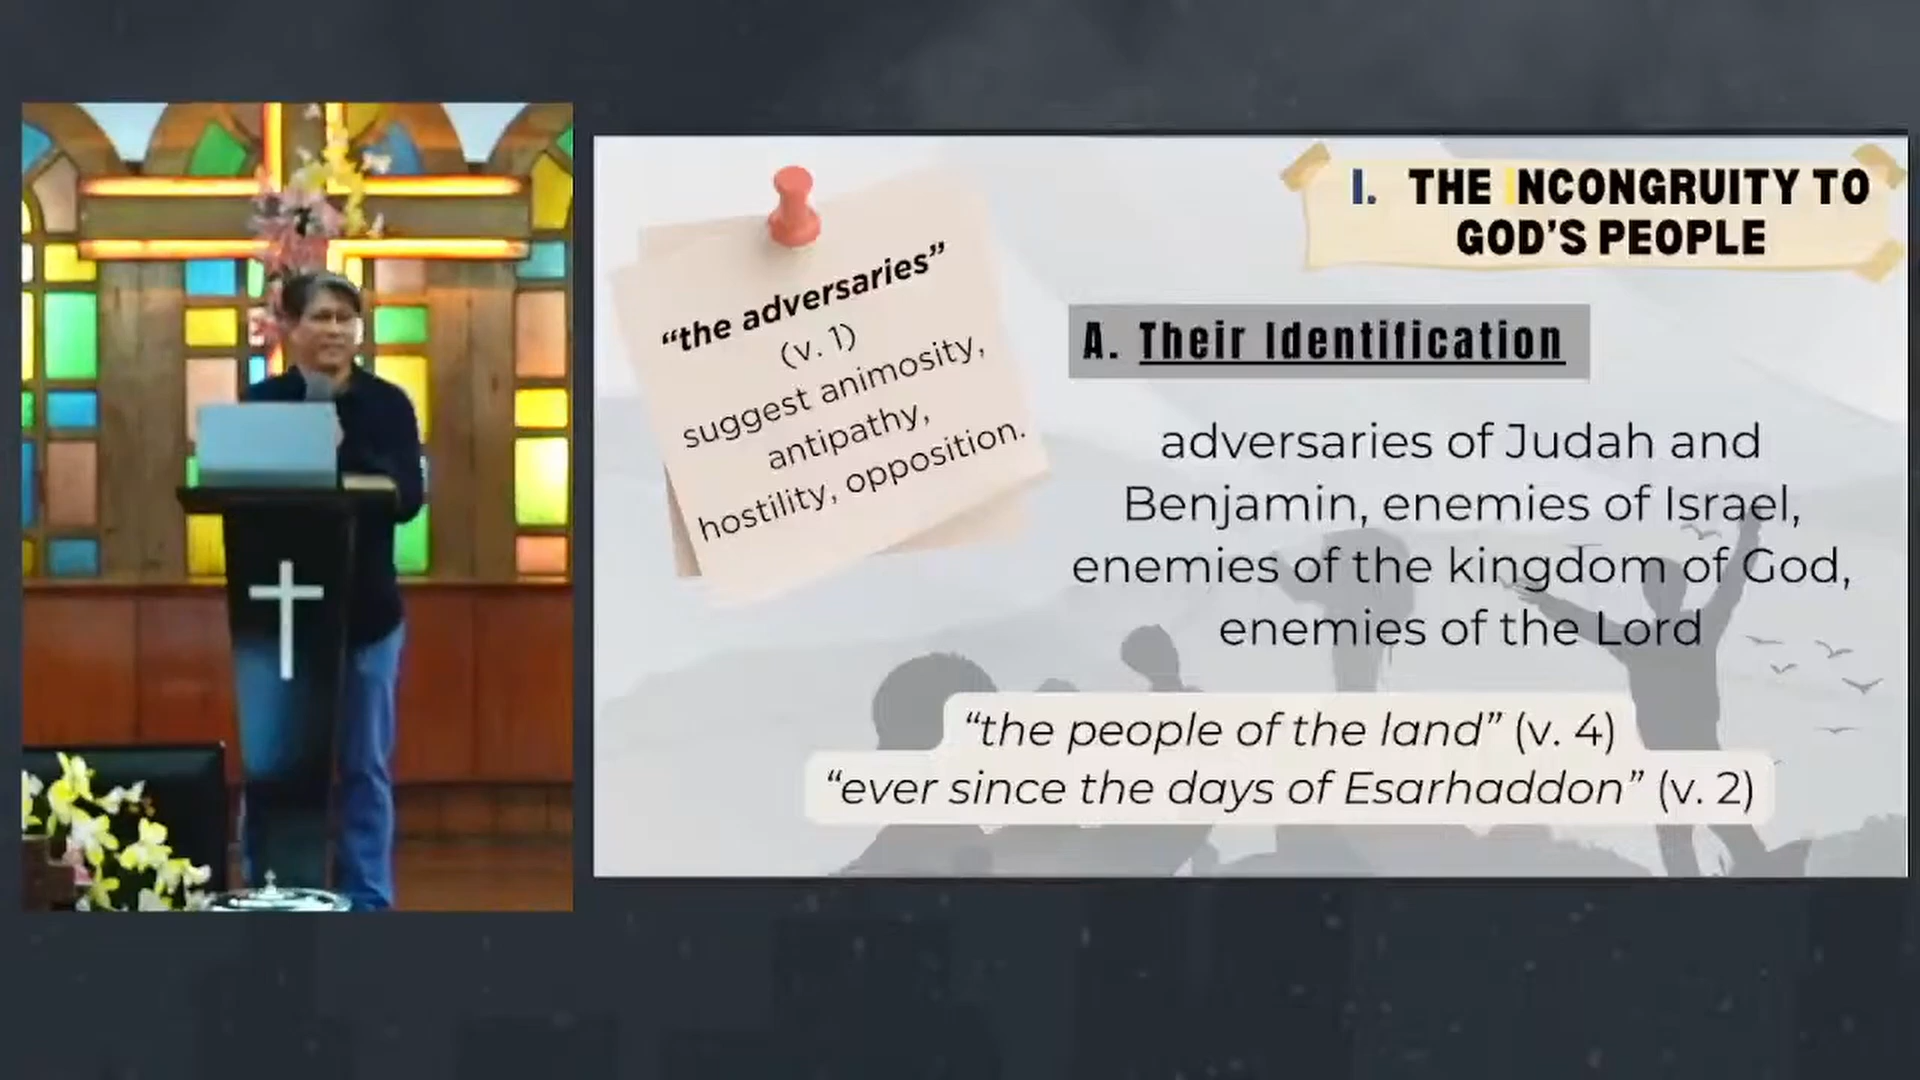 I. THE INCONGRUITY TO
GOD'S PEOPLE
“the adversaries”
(v. 1)
suggest animosity,
antipathy,
hostility, opposition.
A. Their Identification
adversaries of Judah and
Benjamin, enemies of Israel,
enemies of the kingdom of God,
enemies of the Lord
“the people of the land” (v. 4)
“ever since the days of Esarhaddon” (v. 2)